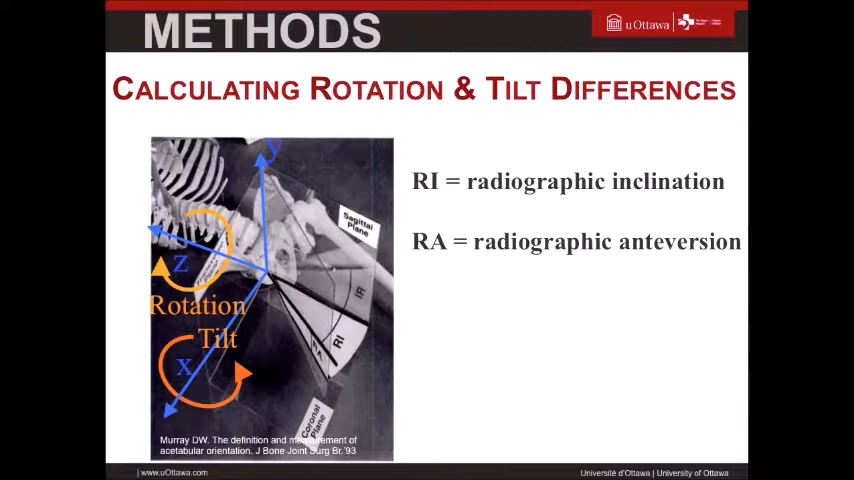 METHODS
uOttawa
CALCULATING ROTATION & TILT DIFFERENCES
y
RI = radiographic inclination
Sagittal
Plane
RA = radiographic anteversion
z
Rotation
Tilt
RI
RA
x
Coronal
Plane
Murray DW. The definition and measurement of
acetabular orientation. J Bone Joint Surg Br.'93
| www.uOttawa.com
Université d'Ottawa | University of Ottawa